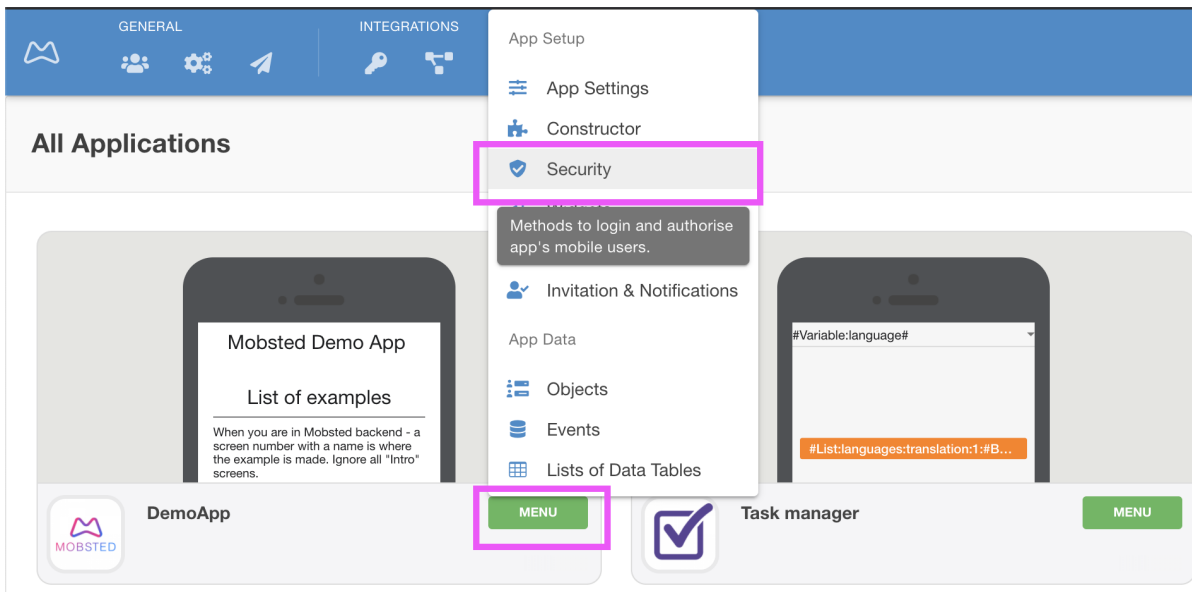 GENERAL
INTEGRATIONS
All Applications
App Setup
App Settings
Constructor
Security
Widgets
Methods to login and authorise
app's mobile users.
Invitation & Notifications
App Data
Objects
Events
Lists of Data Tables
Mobsted Demo App
List of examples
When you are in Mobsted backend - a
screen number with a name is where
the example is made. Ignore all "Intro"
screens.
#Variable:language#
#List:languages:translation:1:#B...
MOBSTED
DemoApp
MENU
Task manager
MENU